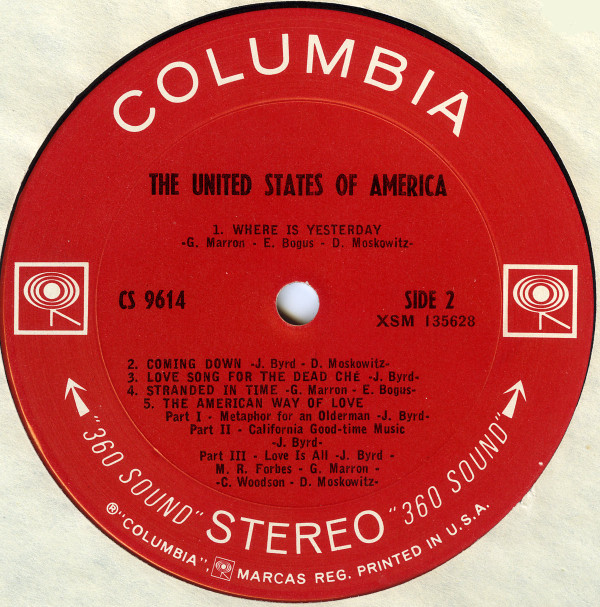 COLUMBIA
THE UNITED STATES OF AMERICA
1. WHERE IS YESTERDAY
-G. Marron - E. Bogus - D. Moskowitz-
CS 9614
SIDE 2
XSM 135628
2. COMING DOWN -J. Byrd - D. Moskowitz-
3. LOVE SONG FOR THE DEAD CHÉ -J. Byrd-
4. STRANDED IN TIME -G. Marron - E. Bogus-
5. THE AMERICAN WAY OF LOVE
Part I - Metaphor for an Olderman -J. Byrd-
Part II - California Good-time Music
-J. Byrd-
Part III - Love Is All -J. Byrd -
M. R. Forbes - G. Marron -
-C. Woodson - D. Moskowitz-
"360 SOUND" STEREO "360 SOUND"
® "COLUMBIA", MARCAS REG. PRINTED IN U.S.A.